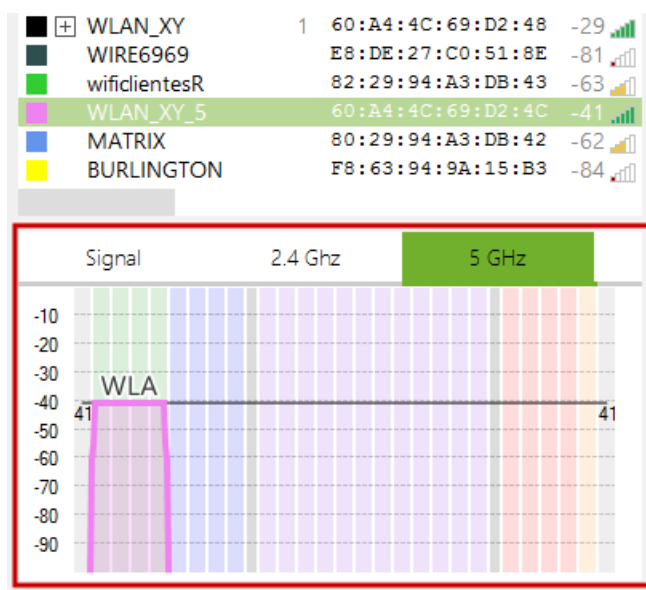 WLAN_XY 1 60:A4:4C:69:D2:48 -29
WIRE6969 E8:DE:27:C0:51:8E -81
wificlientesR 82:29:94:A3:DB:43 -63
WLAN_XY_5 60:A4:4C:69:D2:4C -41
MATRIX 80:29:94:A3:DB:42 -62
BURLINGTON F8:63:94:9A:15:B3 -84
Signal 2.4 Ghz 5 GHz
-10
-20
-30
WLA
-40
41 41
-50
-60
-70
-80
-90